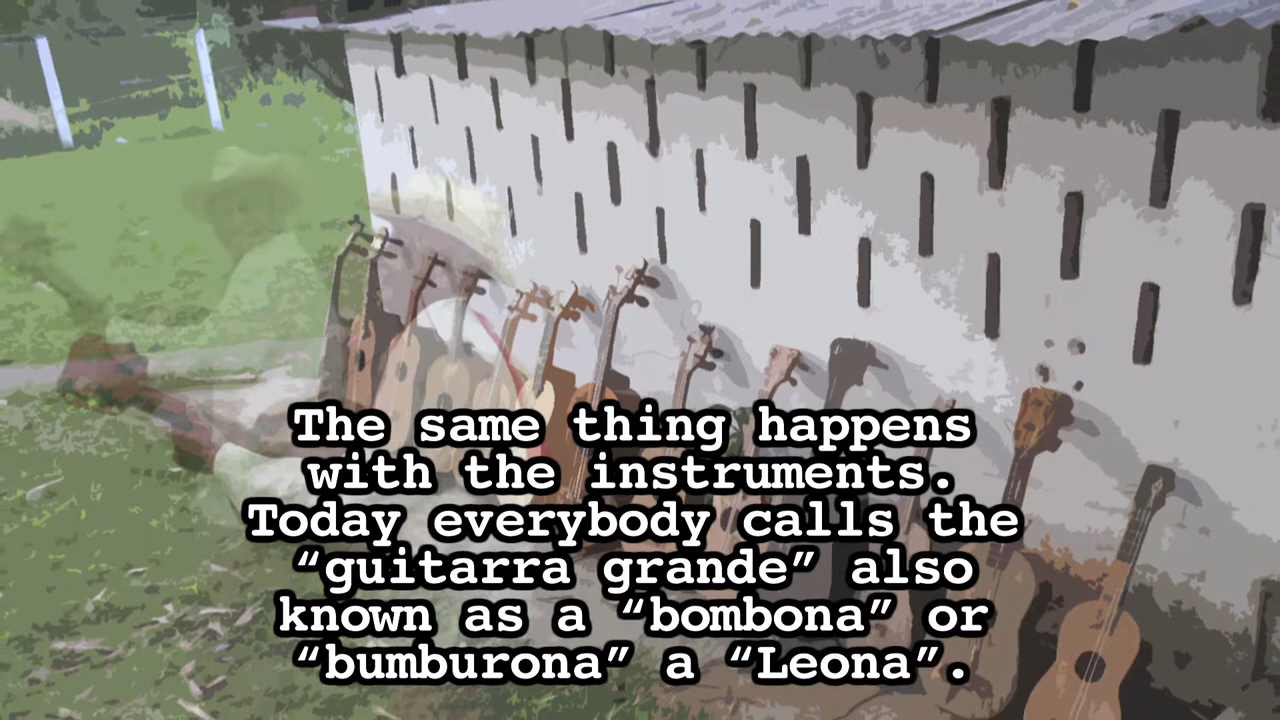 The same thing happens
with the instruments.
Today everybody calls the
“guitarra grande” also
known as a “bombona” or
“bumburona” a “Leona”.